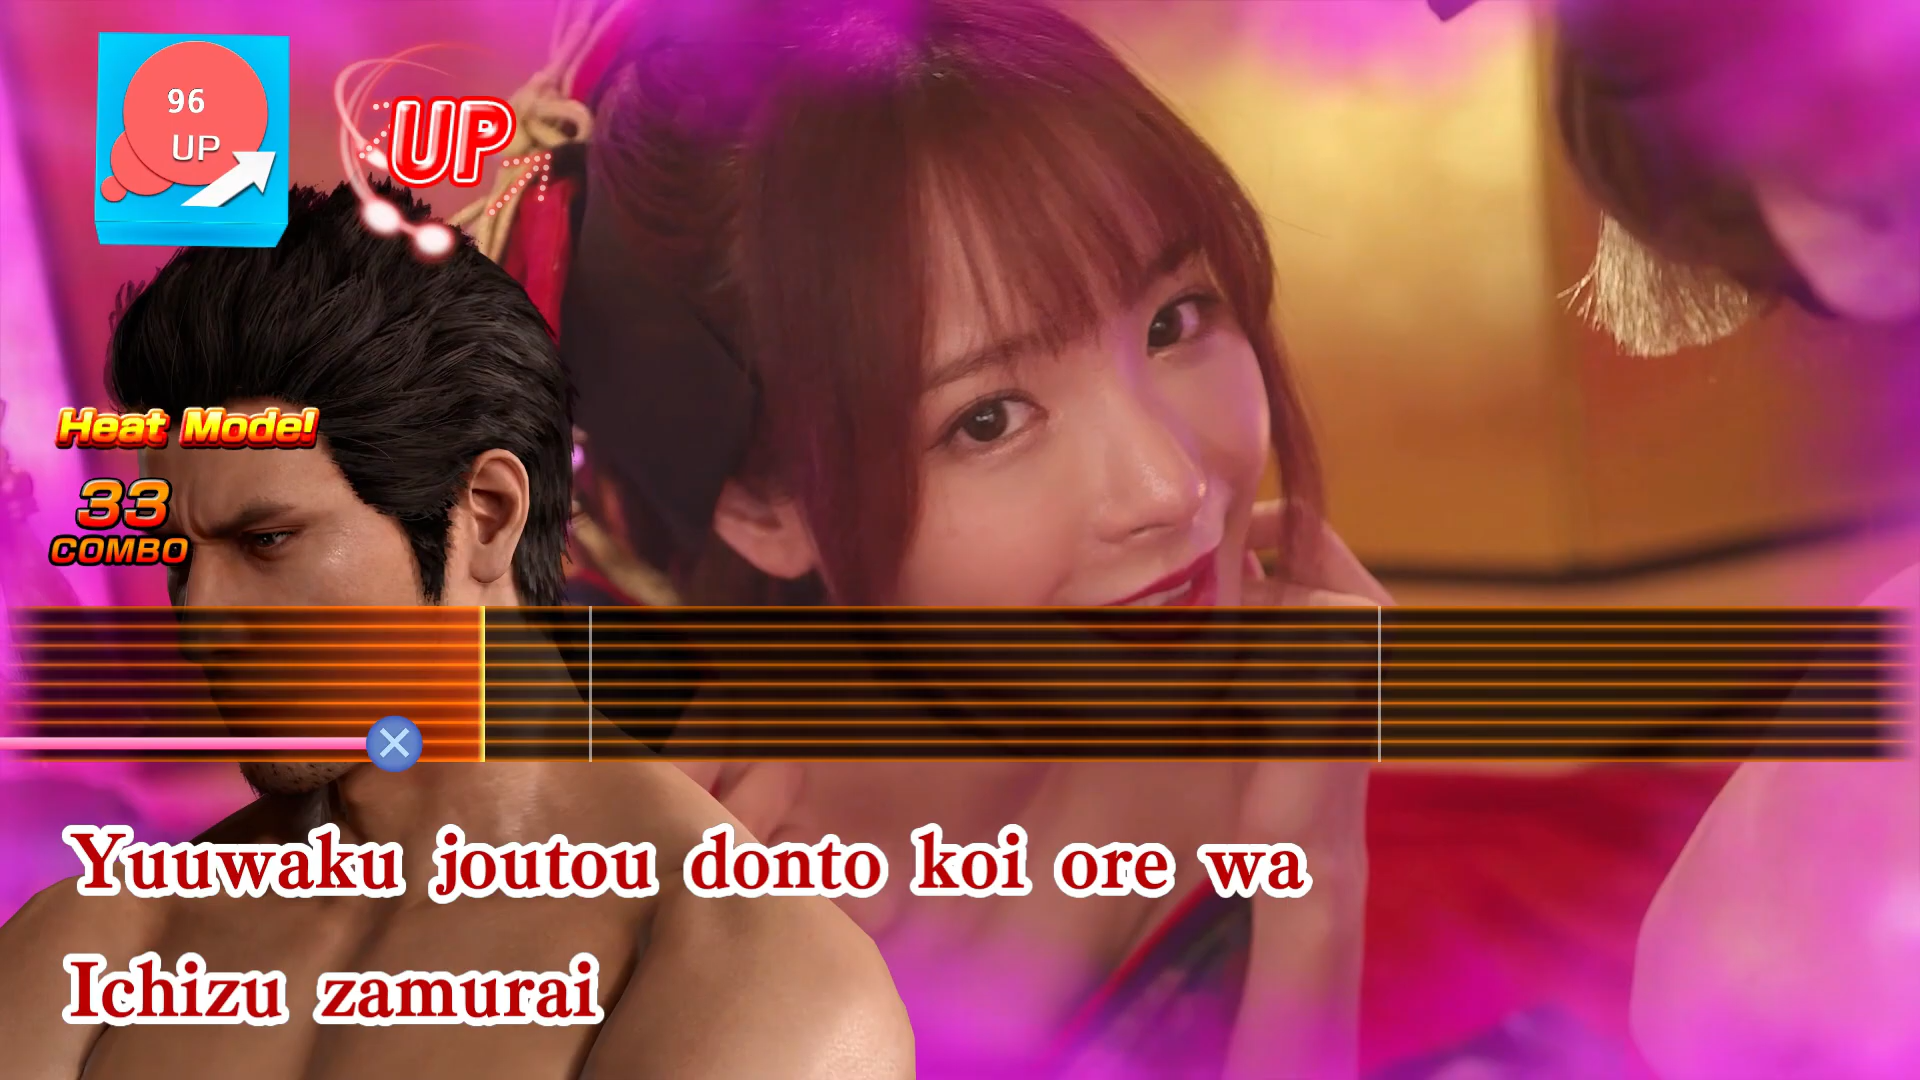 96
UP
UP
Heat Mode!
33
COMBO
Yuuwaku joutou donto koi ore wa
Ichizu zamurai